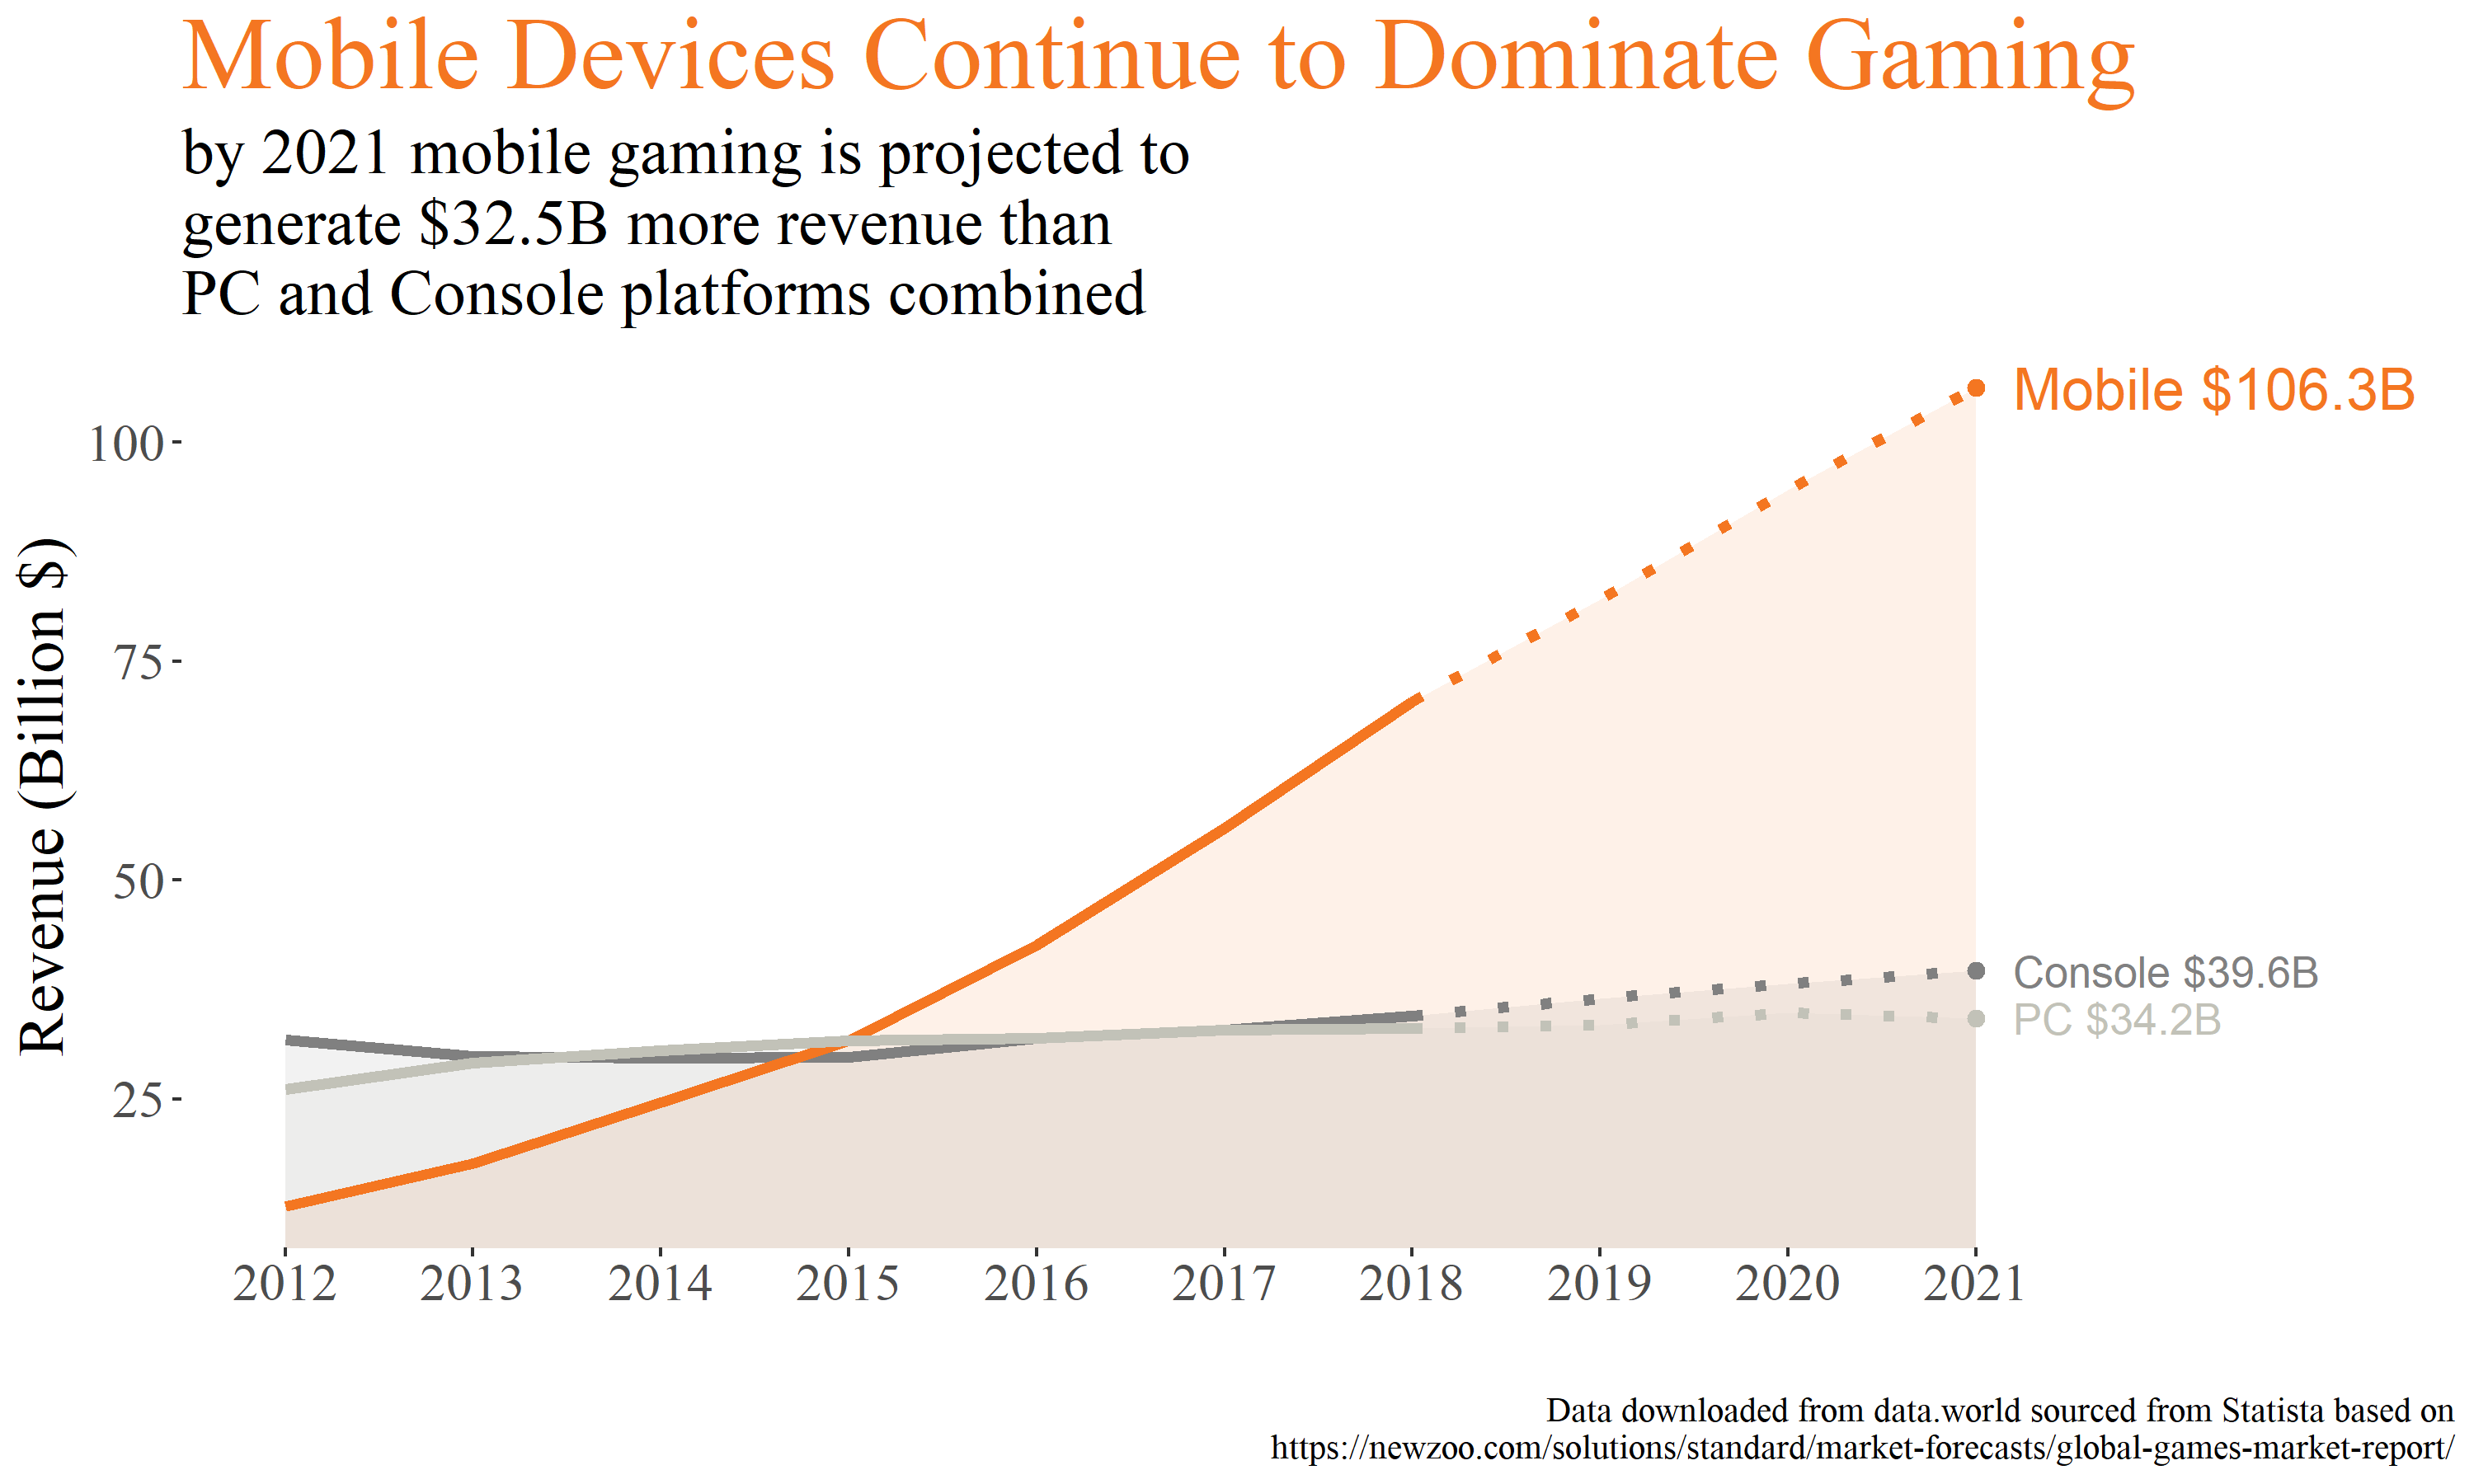 Mobile Devices Continue to Dominate Gaming
by 2021 mobile gaming is projected to
generate $32.5B more revenue than
PC and Console platforms combined
Mobile $106.3B
100
75
50
25
Revenue (Billion $)
Console $39.6B
PC $34.2B
2012 2013 2014 2015 2016 2017 2018 2019 2020 2021
Data downloaded from data.world sourced from Statista based on
https://newzoo.com/solutions/standard/market-forecasts/global-games-market-report/